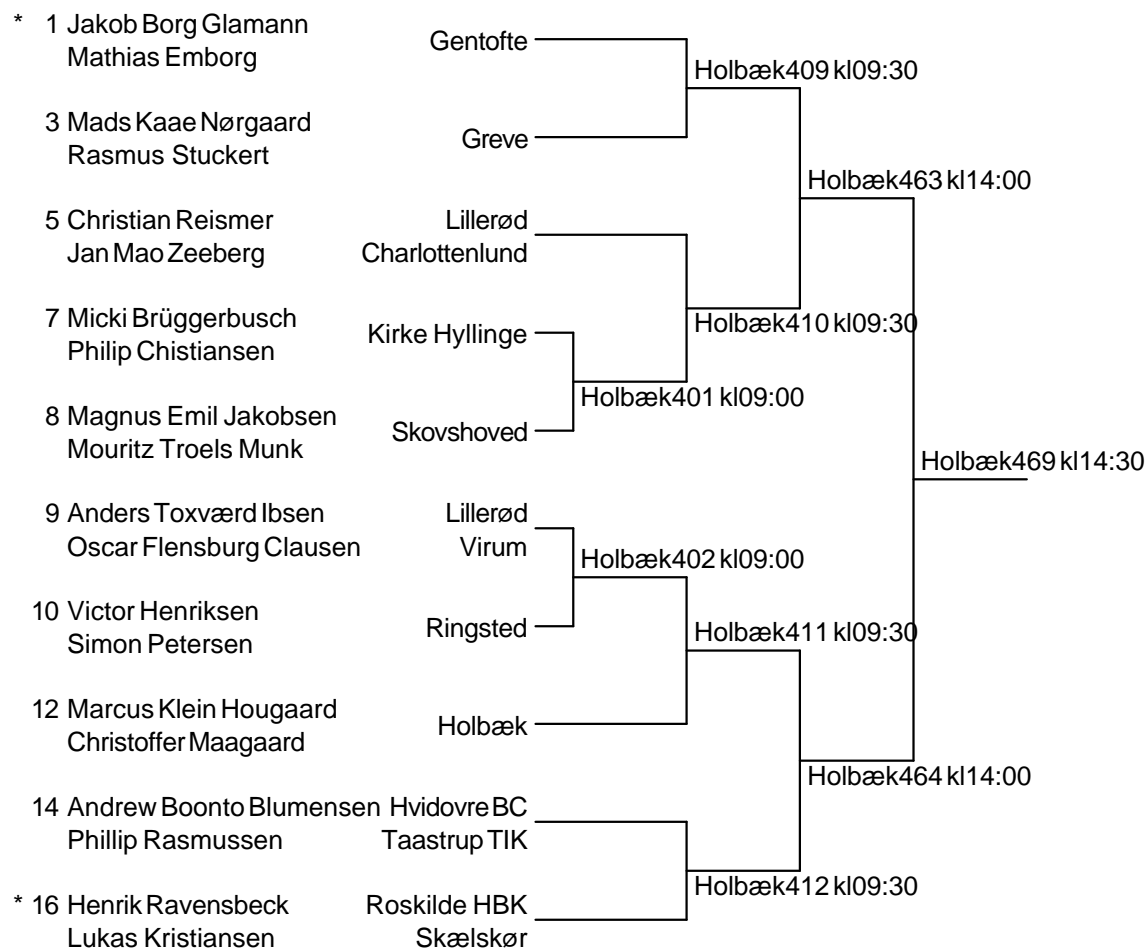 * 1 Jakob Borg Glamann
Mathias Emborg
Gentofte
Holbæk409 kl09:30
3 Mads Kaae Nørgaard
Rasmus Stuckert
Greve
Holbæk463 kl14:00
5 Christian Reismer
Jan Mao Zeeberg
Lillerød
Charlottenlund
Holbæk410 kl09:30
7 Micki Brüggerbusch
Philip Chistiansen
Kirke Hyllinge
Holbæk401 kl09:00
8 Magnus Emil Jakobsen
Mouritz Troels Munk
Skovshoved
Holbæk469 kl14:30
9 Anders Toxværd Ibsen
Oscar Flensburg Clausen
Lillerød
Virum
Holbæk402 kl09:00
10 Victor Henriksen
Simon Petersen
Ringsted
Holbæk411 kl09:30
12 Marcus Klein Hougaard
Christoffer Maagaard
Holbæk
Holbæk464 kl14:00
14 Andrew Boonto Blumensen
Phillip Rasmussen
Hvidovre BC
Taastrup TIK
Holbæk412 kl09:30
* 16 Henrik Ravensbeck
Lukas Kristiansen
Roskilde HBK
Skælskør